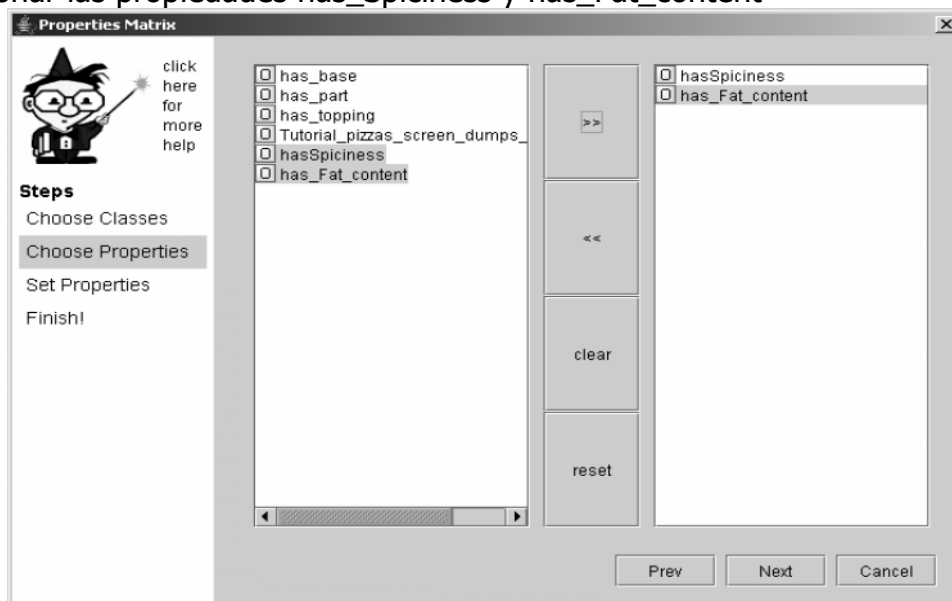 onar las propiedades has_Spiciness y has_Fat_content
Properties Matrix
click
here
for
more
help
Steps
Choose Classes
Choose Properties
Set Properties
Finish!
has_base
has_part
has_topping
Tutorial_pizzas_screen_dumps_
hasSpiciness
has_Fat_content
>>
<<
clear
reset
hasSpiciness
has_Fat_content
Prev
Next
Cancel